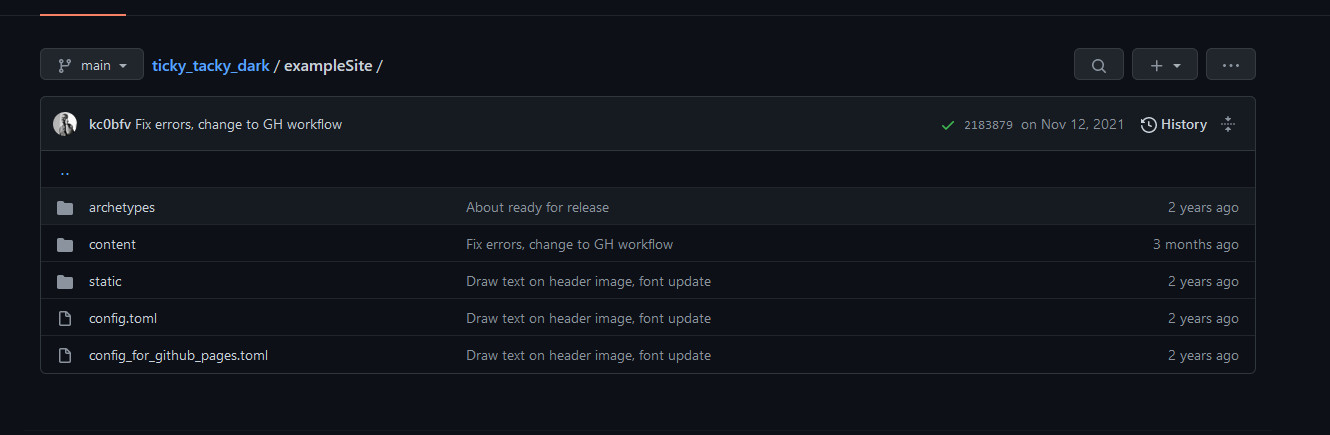 main
ticky_tacky_dark / exampleSite /
kc0bfv Fix errors, change to GH workflow 2183879 on Nov 12, 2021 History
..
archetypes About ready for release 2 years ago
content Fix errors, change to GH workflow 3 months ago
static Draw text on header image, font update 2 years ago
config.toml Draw text on header image, font update 2 years ago
config_for_github_pages.toml Draw text on header image, font update 2 years ago